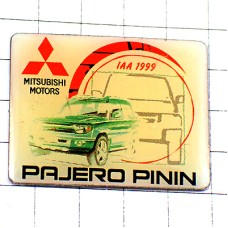 IAA 1999
MITSUBISHI
MOTORS
PAJERO PININ